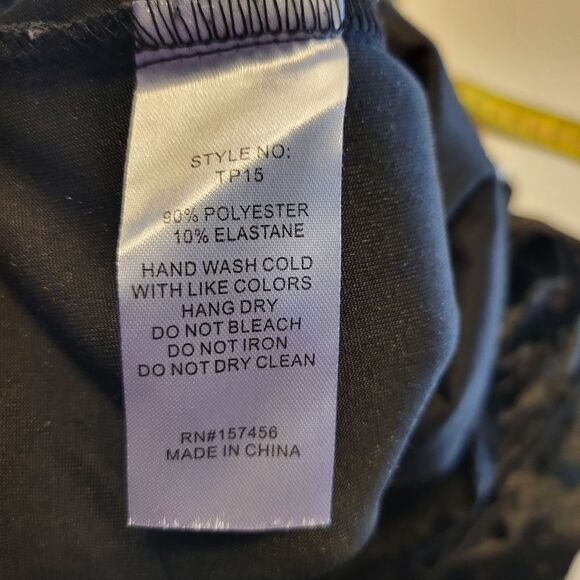 STYLE NO:
TP15
90% POLYESTER
10% ELASTANE
HAND WASH COLD
WITH LIKE COLORS
HANG DRY
DO NOT BLEACH
DO NOT IRON
DO NOT DRY CLEAN
RN#157456
MADE IN CHINA